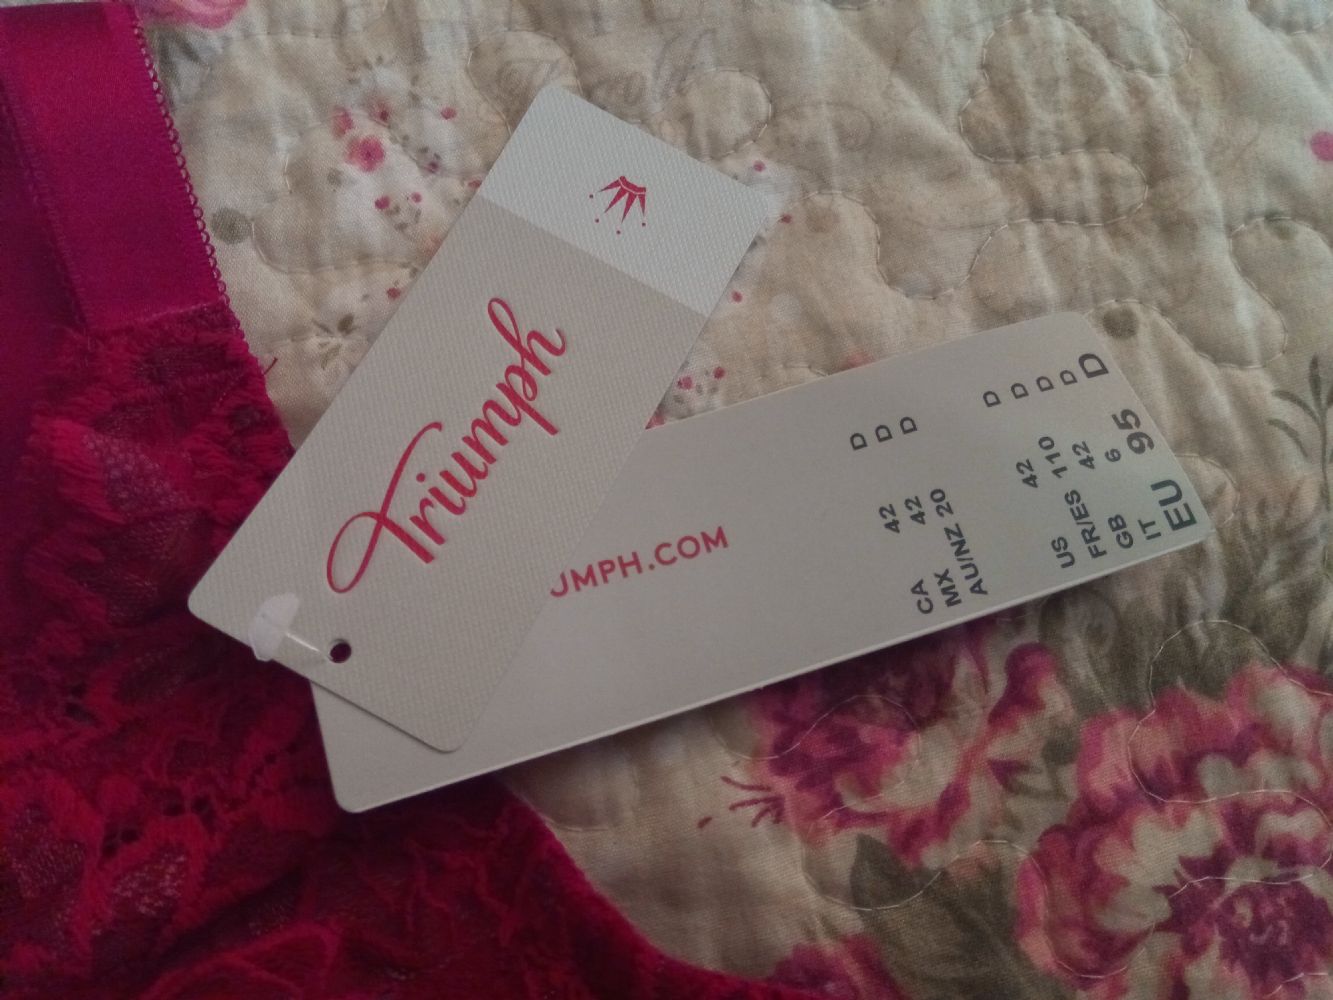 Triumph
UMPH.COM
CA 42 D
MX 42 D
AU/NZ 20 D
US 42 D
FR/ES 110 D
GB 42 D
IT 6 D
EU 95 D